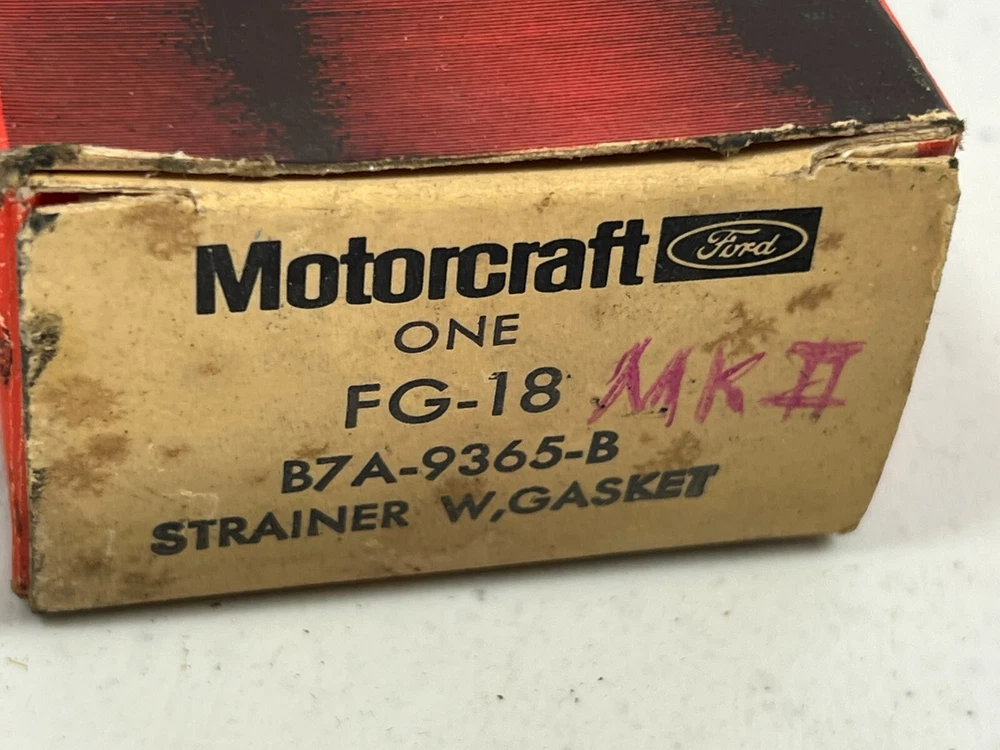 Motorcraft Ford
ONE
FG-18 MK II
B7A-9365-B
STRAINER W,GASKET